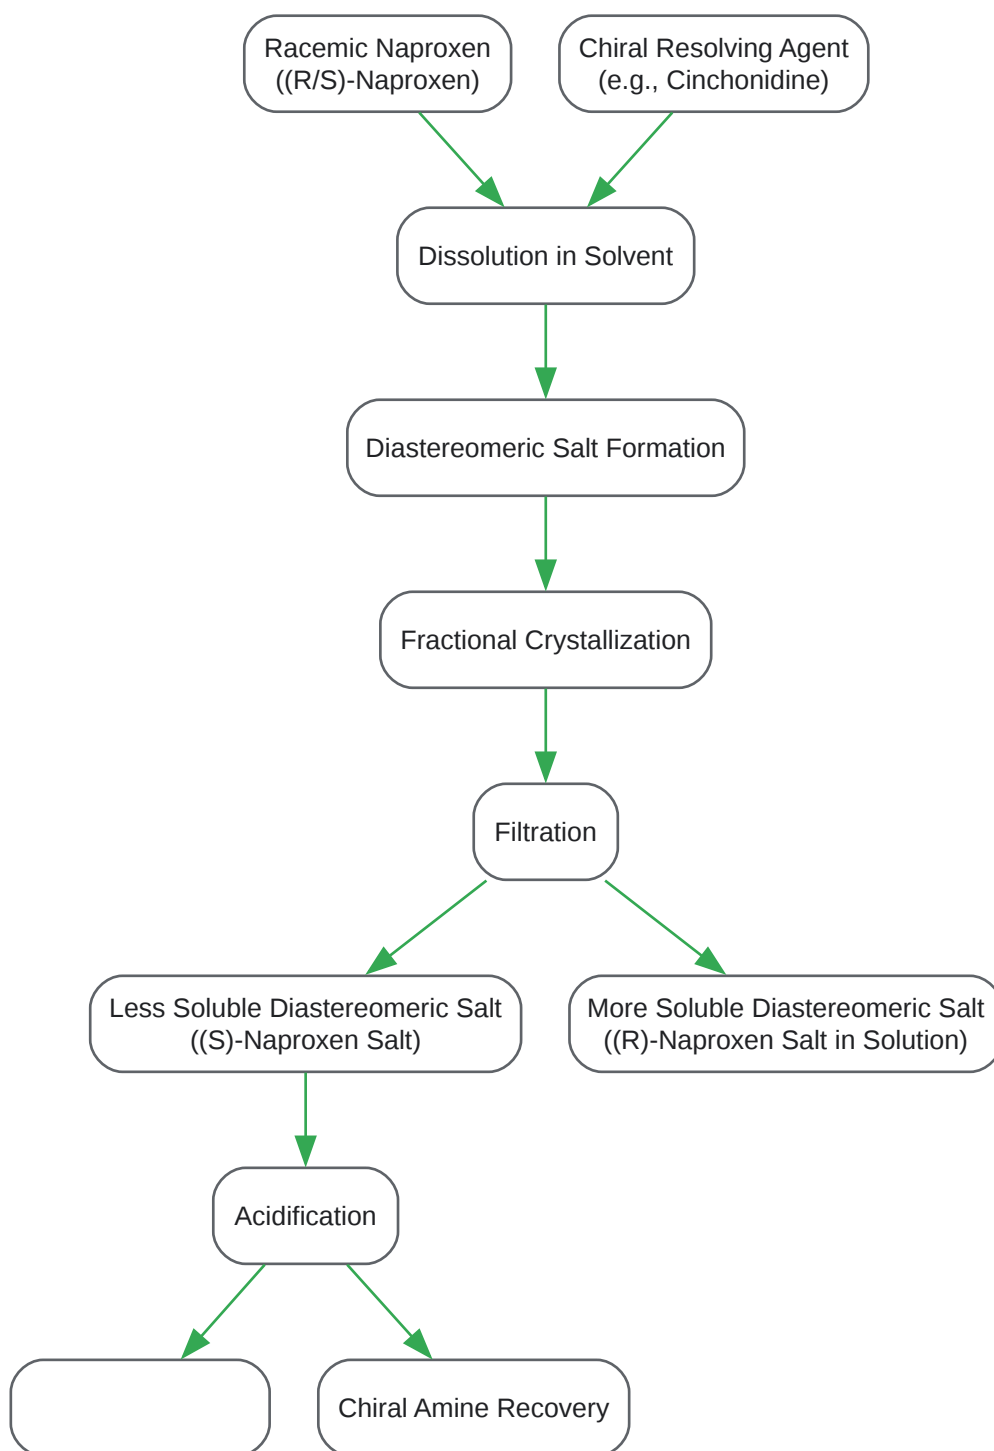 Racemic Naproxen
((R/S)-Naproxen)
Chiral Resolving Agent
(e.g., Cinchonidine)
Dissolution in Solvent
Diastereomeric Salt Formation
Fractional Crystallization
Filtration
Less Soluble Diastereomeric Salt
((S)-Naproxen Salt)
More Soluble Diastereomeric Salt
((R)-Naproxen Salt in Solution)
Acidification
Chiral Amine Recovery